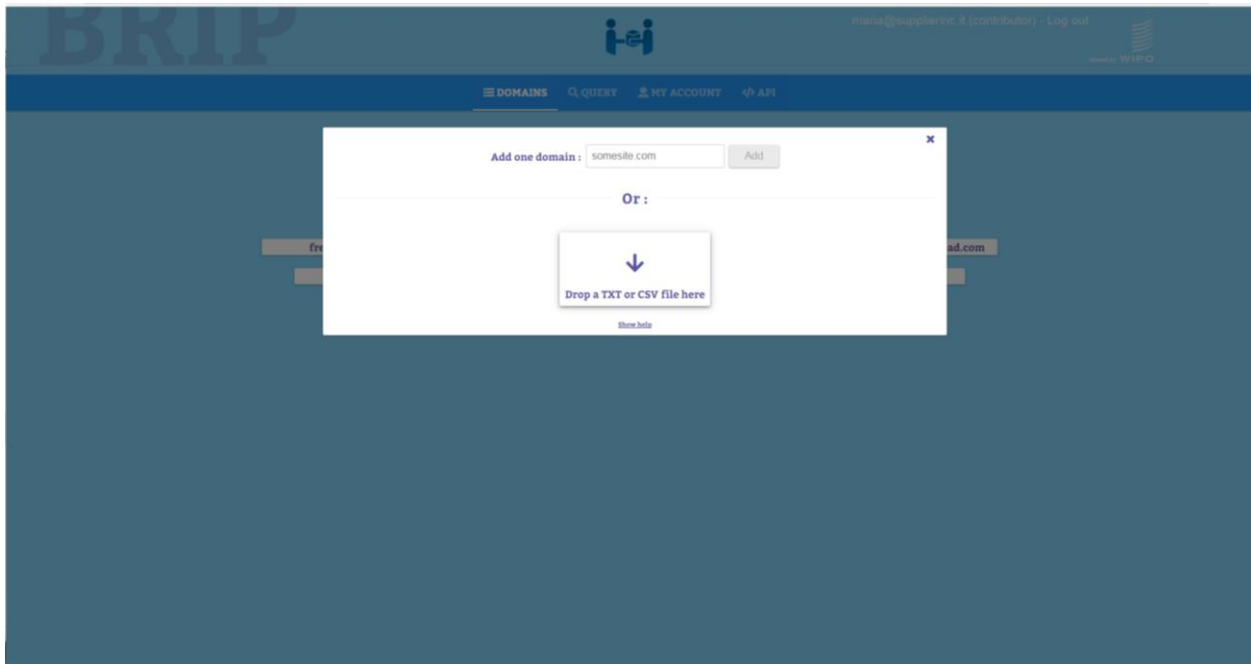 BRIP
maria@supplierinc.it (contributor) - Log out
WIPO
DOMAINS QUERY MY ACCOUNT </> API
Add one domain : somesite.com Add
Or :
fre ad.com
Drop a TXT or CSV file here
Show help